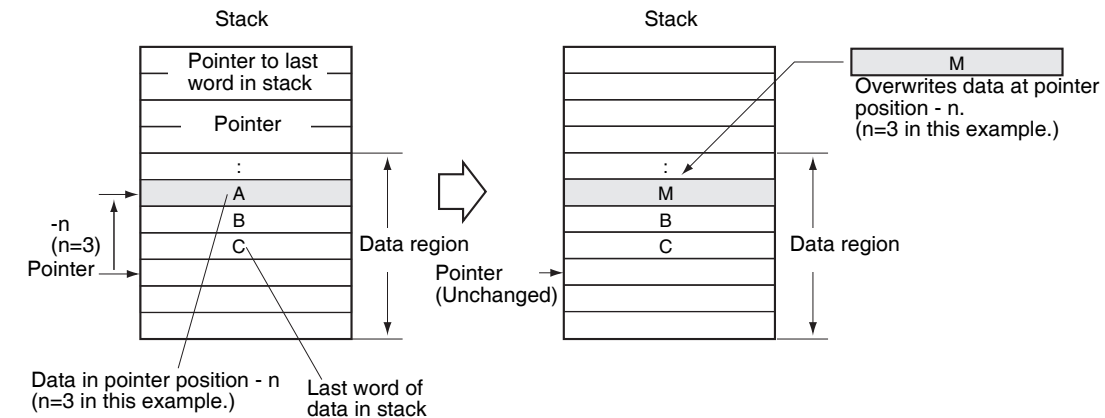 Stack
Pointer to last
word in stack
Pointer
:
A
B
C
-n
(n=3)
Pointer
Data region
Data in pointer position - n
(n=3 in this example.)
Last word of
data in stack
Stack
:
M
B
C
Pointer
(Unchanged)
Data region
M
Overwrites data at pointer
position - n.
(n=3 in this example.)